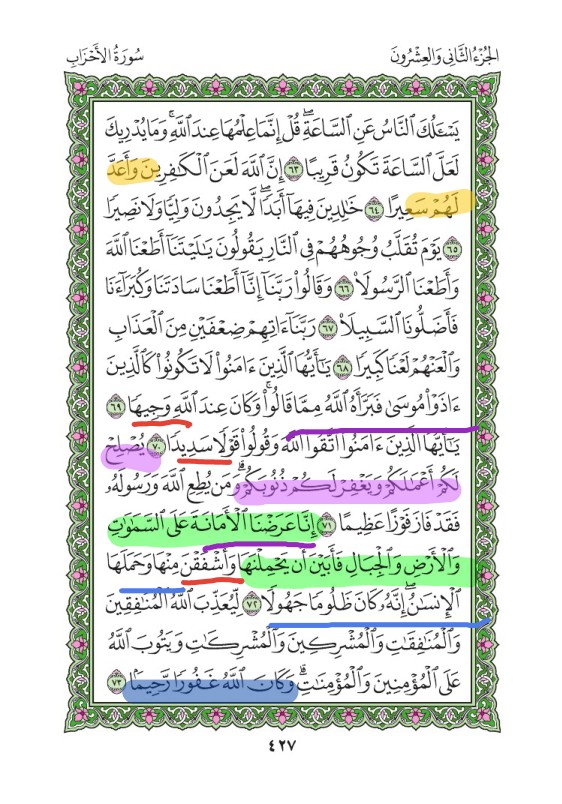 الجُزْءُ الثَّانِي وَالعِشْرُونَ
سُورَةُ الأَحْزَابِ
يَسْـَٔلُكَ ٱلنَّاسُ عَنِ ٱلسَّاعَةِۖ قُلْ إِنَّمَا عِلْمُهَا عِندَ ٱللَّهِۚ وَمَا يُدْرِيكَ
لَعَلَّ ٱلسَّاعَةَ تَكُونُ قَرِيبًا ٦٣ إِنَّ ٱللَّهَ لَعَنَ ٱلْكَٰفِرِينَ وَأَعَدَّ
لَهُمْ سَعِيرًا ٦٤ خَٰلِدِينَ فِيهَآ أَبَدًاۖ لَّا يَجِدُونَ وَلِيًّا وَلَا نَصِيرًا
٦٥ يَوْمَ تُقَلَّبُ وُجُوهُهُمْ فِى ٱلنَّارِ يَقُولُونَ يَٰلَيْتَنَآ أَطَعْنَا ٱللَّهَ
وَأَطَعْنَا ٱلرَّسُولَا۠ ٦٦ وَقَالُوا۟ رَبَّنَآ إِنَّآ أَطَعْنَا سَادَتَنَا وَكُبَرَآءَنَا
فَأَضَلُّونَا ٱلسَّبِيلَا۠ ٦٧ رَبَّنَآ ءَاتِهِمْ ضِعْفَيْنِ مِنَ ٱلْعَذَابِ
وَٱلْعَنْهُمْ لَعْنًا كَبِيرًا ٦٨ يَٰٓأَيُّهَا ٱلَّذِينَ ءَامَنُوا۟ لَا تَكُونُوا۟ كَٱلَّذِينَ
ءَاذَوْا۟ مُوسَىٰ فَبَرَّأَهُ ٱللَّهُ مِمَّا قَالُوا۟ۚ وَكَانَ عِندَ ٱللَّهِ وَجِيهًا ٦٩
يَٰٓأَيُّهَا ٱلَّذِينَ ءَامَنُوا۟ ٱتَّقُوا۟ ٱللَّهَ وَقُولُوا۟ قَوْلًا سَدِيدًا ٧٠ يُصْلِحْ
لَكُمْ أَعْمَٰلَكُمْ وَيَغْفِرْ لَكُمْ ذُنُوبَكُمْۗ وَمَن يُطِعِ ٱللَّهَ وَرَسُولَهُۥ
فَقَدْ فَازَ فَوْزًا عَظِيمًا ٧١ إِنَّا عَرَضْنَا ٱلْأَمَانَةَ عَلَى ٱلسَّمَٰوَٰتِ
وَٱلْأَرْضِ وَٱلْجِبَالِ فَأَبَيْنَ أَن يَحْمِلْنَهَا وَأَشْفَقْنَ مِنْهَا وَحَمَلَهَا
ٱلْإِنسَٰنُۖ إِنَّهُۥ كَانَ ظَلُومًا جَهُولًا ٧٢ لِّيُعَذِّبَ ٱللَّهُ ٱلْمُنَٰفِقِينَ
وَٱلْمُنَٰفِقَٰتِ وَٱلْمُشْرِكِينَ وَٱلْمُشْرِكَٰتِ وَيَتُوبَ ٱللَّهُ
عَلَى ٱلْمُؤْمِنِينَ وَٱلْمُؤْمِنَٰتِۗ وَكَانَ ٱللَّهُ غَفُورًا رَّحِيمًۢا ٧٣
٤٢٧